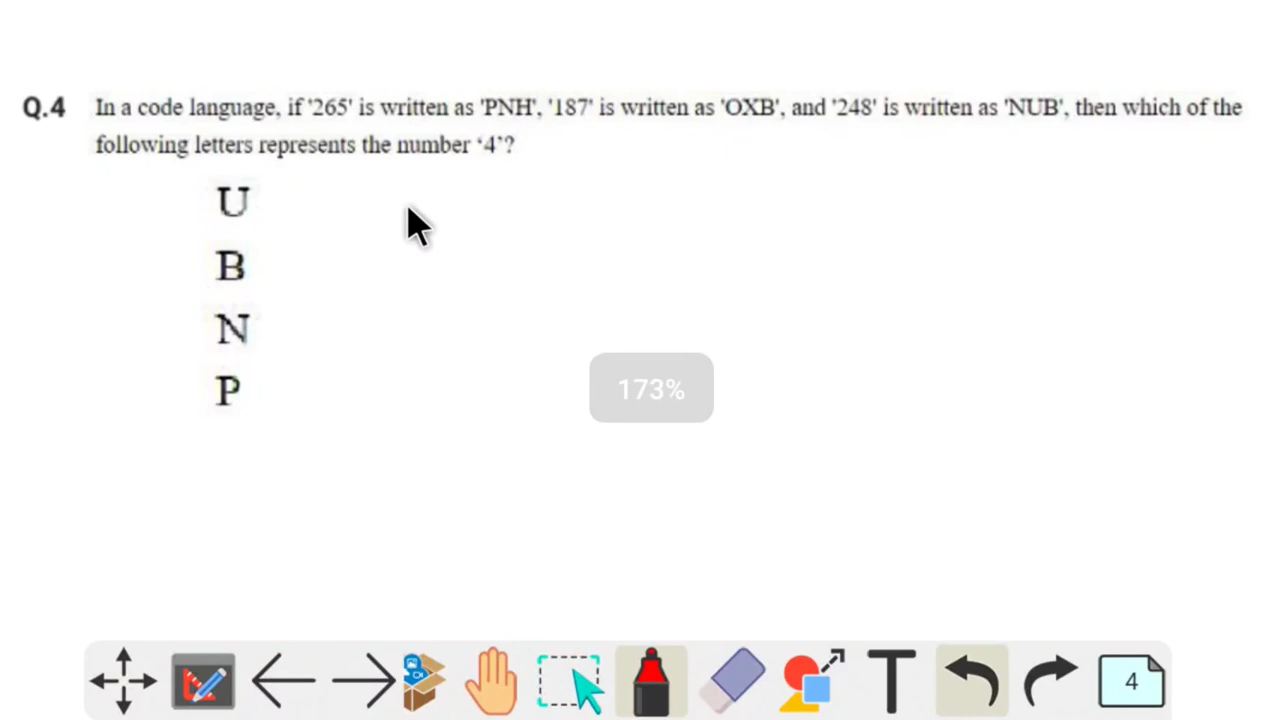 Q.4 In a code language, if '265' is written as 'PNH', '187' is written as 'OXB', and '248' is written as 'NUB', then which of the
following letters represents the number ‘4’?
U
B
N
P
173%
T
4